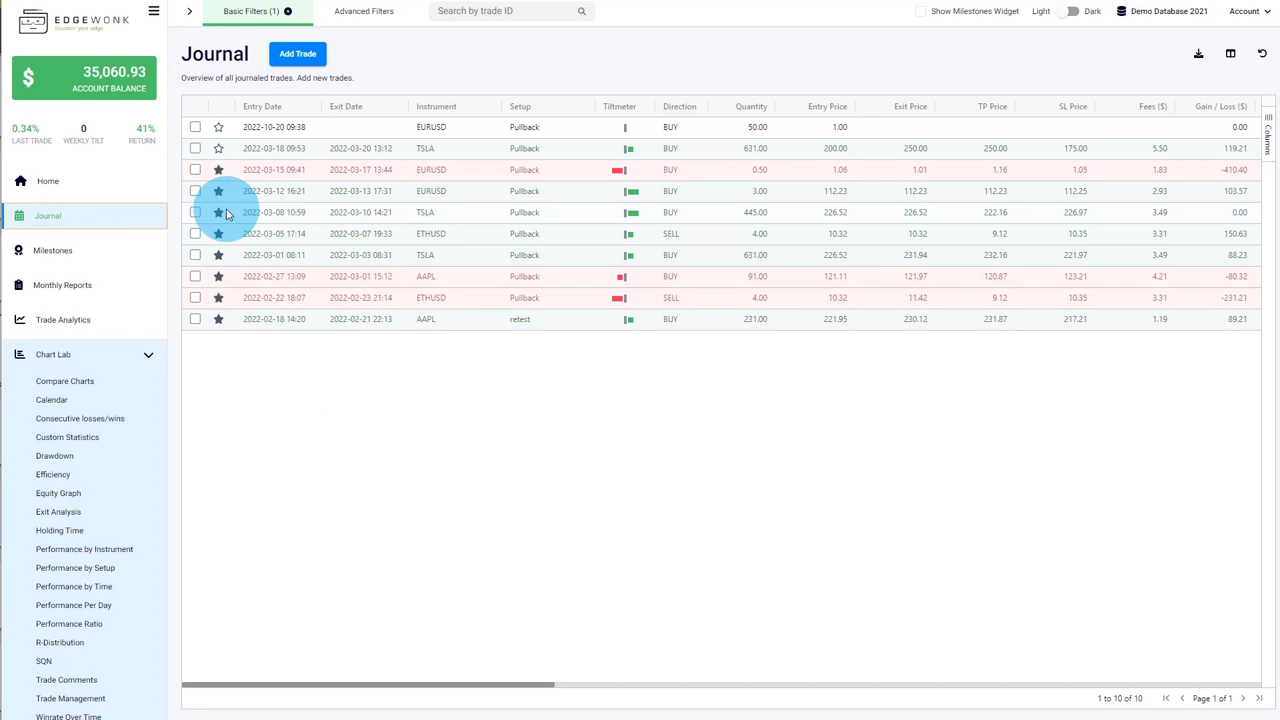 EDGEWONK
discover your edge
Basic Filters (1)
Advanced Filters
Search by trade ID
Show Milestones Widget
Light
Dark
Demo Database 2021
Account
$
35,060.93
ACCOUNT BALANCE
0.34%
0
41%
LAST TRADE
WEEKLY TILT
RETURN
Home
Journal
Milestones
Monthly Reports
Trade Analytics
Chart Lab
Compare Charts
Calendar
Consecutive losses/wins
Custom Statistics
Drawdown
Efficiency
Equity Graph
Exit Analysis
Holding Time
Performance by Instrument
Performance by Setup
Performance by Time
Performance Per Day
Performance Ratio
R-Distribution
SQN
Trade Comments
Trade Management
Winrate Over Time
Journal
Add Trade
Overview of all journaled trades. Add new trades.
Entry Date Exit Date Instrument Setup Tiltmeter Direction Quantity Entry Price Exit Price TP Price SL Price Fees ($) Gain / Loss ($)
2022-10-20 09:38 EURUSD Pullback BUY 50.00 1.00 0.00
2022-03-18 09:53 2022-03-20 13:12 TSLA Pullback BUY 631.00 200.00 250.00 250.00 175.00 5.50 119.21
2022-03-15 09:41 2022-03-17 13:44 EURUSD Pullback BUY 0.50 1.06 1.01 1.16 1.05 1.83 -410.40
2022-03-12 16:21 2022-03-13 17:31 EURUSD Pullback BUY 3.00 112.23 112.23 112.23 112.25 2.93 103.57
2022-03-08 10:59 2022-03-10 14:21 TSLA Pullback BUY 445.00 226.52 226.52 222.16 226.97 3.49 0.00
2022-03-05 17:14 2022-03-07 19:33 ETHUSD Pullback SELL 4.00 10.32 10.32 9.12 10.35 3.31 150.63
2022-03-01 08:11 2022-03-03 08:31 TSLA Pullback BUY 631.00 226.52 231.94 232.16 221.97 3.49 88.23
2022-02-27 13:09 2022-03-01 15:12 AAPL Pullback BUY 91.00 121.11 121.97 120.87 123.21 4.21 -80.32
2022-02-22 18:07 2022-02-23 21:14 ETHUSD Pullback SELL 4.00 10.32 11.42 9.12 10.35 3.31 -231.21
2022-02-18 14:20 2022-02-21 22:13 AAPL retest BUY 231.00 221.95 230.12 231.87 217.21 1.19 89.21
Columns
1 to 10 of 10
Page 1 of 1